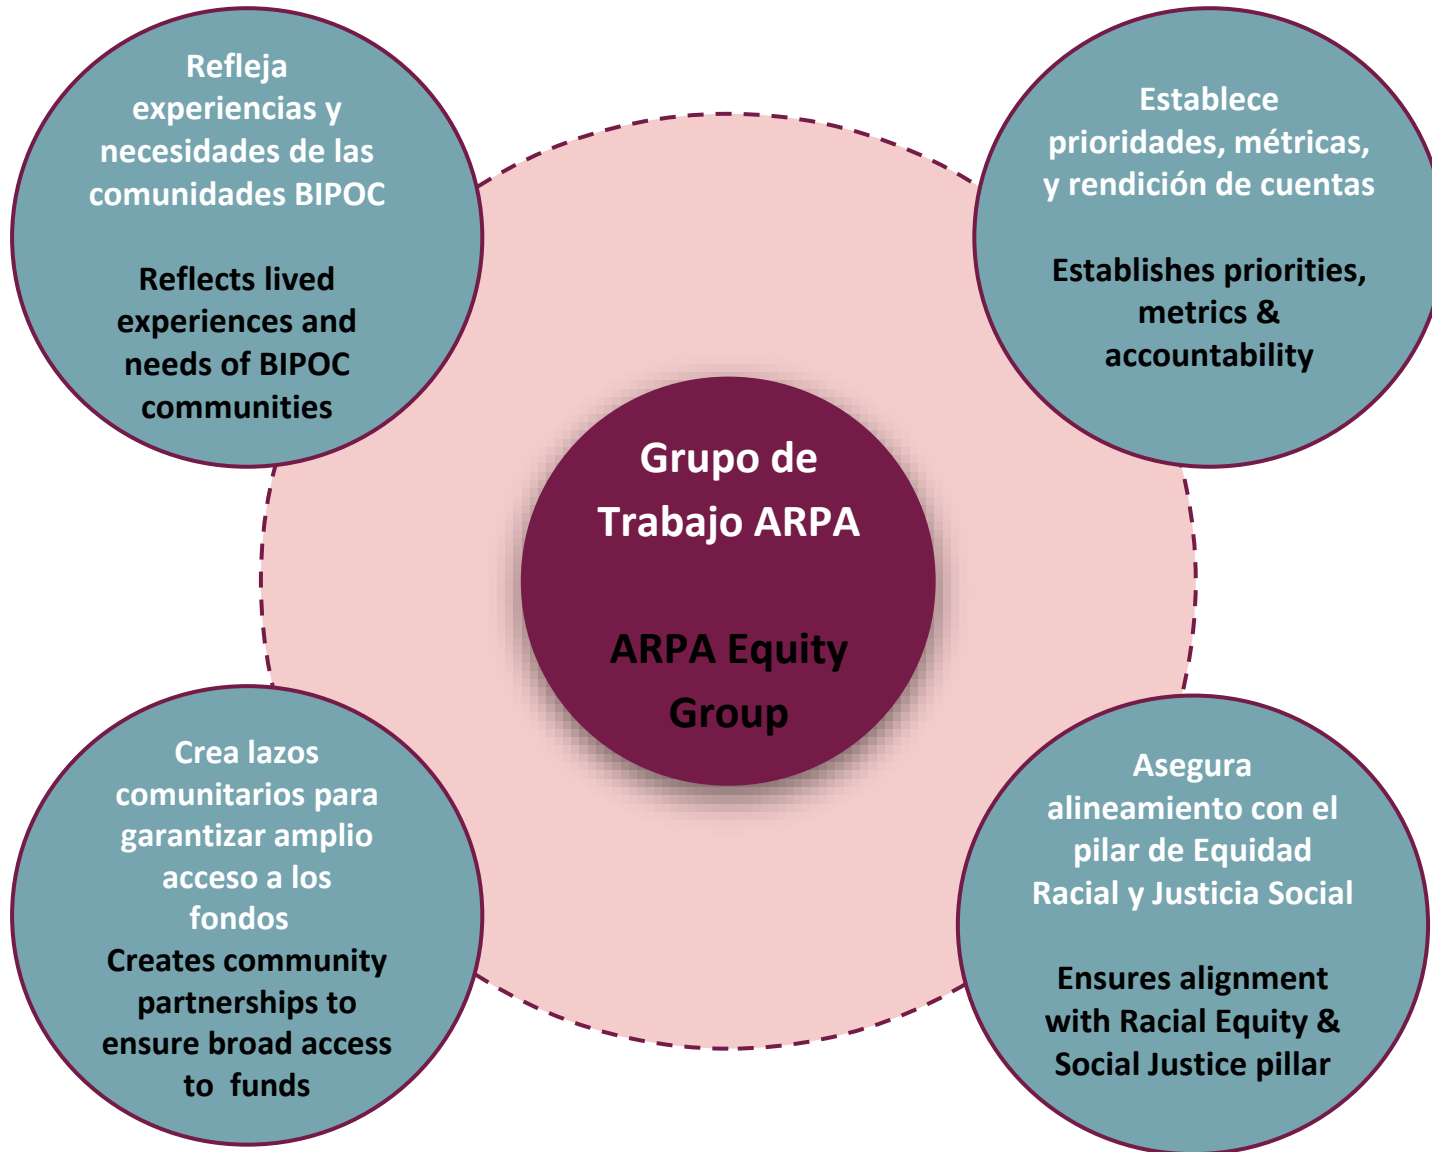 Refleja
experiencias y
necesidades de las
comunidades BIPOC
Reflects lived
experiences and
needs of BIPOC
communities
Establece
prioridades, métricas,
y rendición de cuentas
Establishes priorities,
metrics &
accountability
Grupo de
Trabajo ARPA
ARPA Equity
Group
Crea lazos
comunitarios para
garantizar amplio
acceso a los
fondos
Creates community
partnerships to
ensure broad access
to funds
Asegura
alineamiento con el
pilar de Equidad
Racial y Justicia Social
Ensures alignment
with Racial Equity &
Social Justice pillar